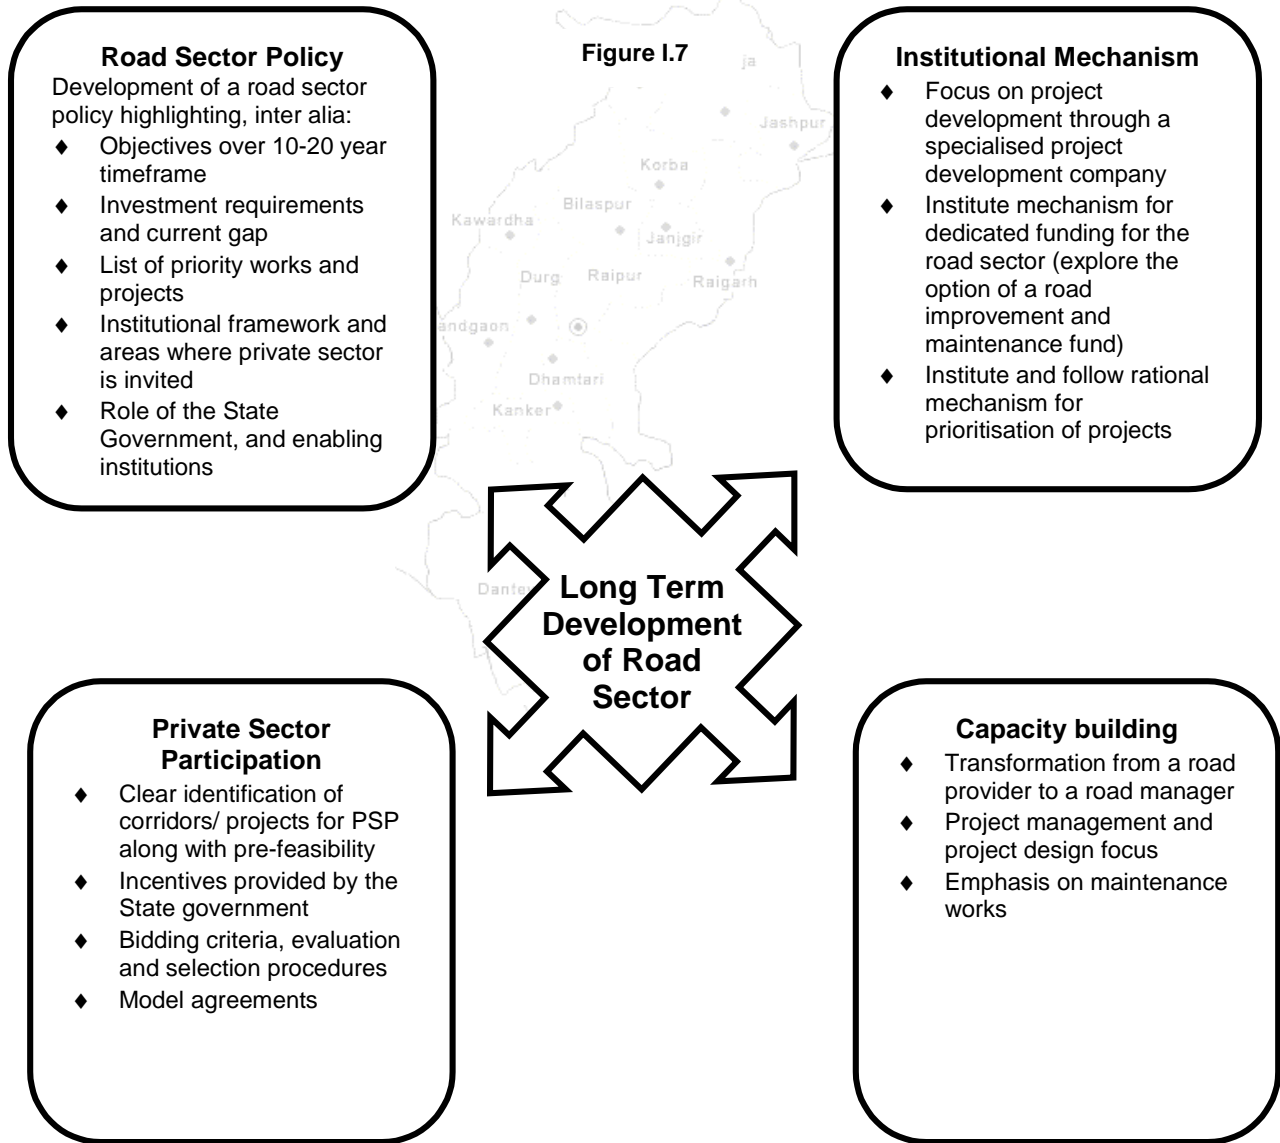 Figure I.7
Road Sector Policy
Development of a road sector
policy highlighting, inter alia:
♦ Objectives over 10-20 year
timeframe
♦ Investment requirements
and current gap
♦ List of priority works and
projects
♦ Institutional framework and
areas where private sector
is invited
♦ Role of the State
Government, and enabling
institutions
Institutional Mechanism
♦ Focus on project
development through a
specialised project
development company
♦ Institute mechanism for
dedicated funding for the
road sector (explore the
option of a road
improvement and
maintenance fund)
♦ Institute and follow rational
mechanism for
prioritisation of projects
ja
Jashpur
Korba
Bilaspur
Kawardha
Janjgir
Durg
Raipur
Raigarh
andgaon
Dhamtari
Kanker
Dante
Long Term
Development
of Road
Sector
Private Sector
Participation
♦ Clear identification of
corridors/ projects for PSP
along with pre-feasibility
♦ Incentives provided by the
State government
♦ Bidding criteria, evaluation
and selection procedures
♦ Model agreements
Capacity building
♦ Transformation from a road
provider to a road manager
♦ Project management and
project design focus
♦ Emphasis on maintenance
works